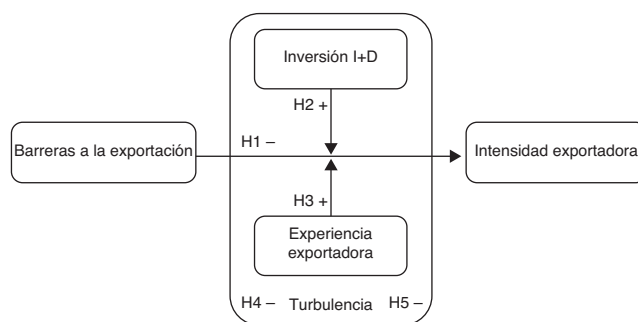 Inversión I+D
H2 +
Barreras a la exportación
H1 –
Intensidad exportadora
H3 +
Experiencia
exportadora
H4 – Turbulencia H5 –